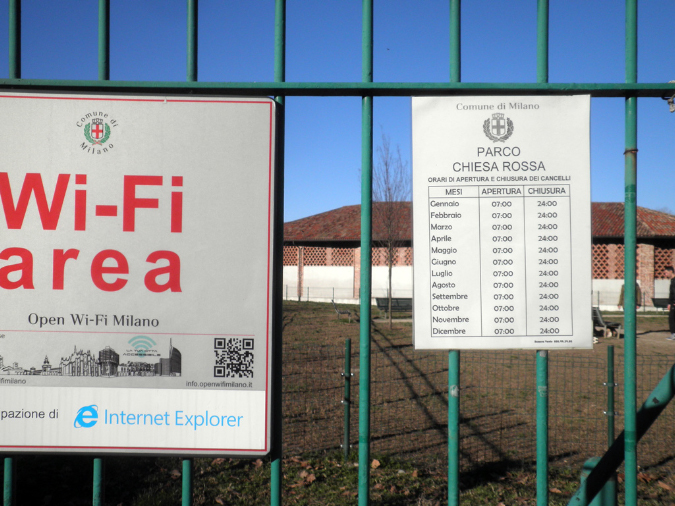 Comune di
Milano
Wi-Fi
area
Open Wi-Fi Milano
info.openwifimilano.it
pazione di
Internet Explorer
Comune di Milano
PARCO
CHIESA ROSSA
ORARI DI APERTURA E CHIUSURA DEI CANCELLI
MESI APERTURA CHIUSURA
Gennaio 07:00 24:00
Febbraio 07:00 24:00
Marzo 07:00 24:00
Aprile 07:00 24:00
Maggio 07:00 24:00
Giugno 07:00 24:00
Luglio 07:00 24:00
Agosto 07:00 24:00
Settembre 07:00 24:00
Ottobre 07:00 24:00
Novembre 07:00 24:00
Dicembre 07:00 24:00